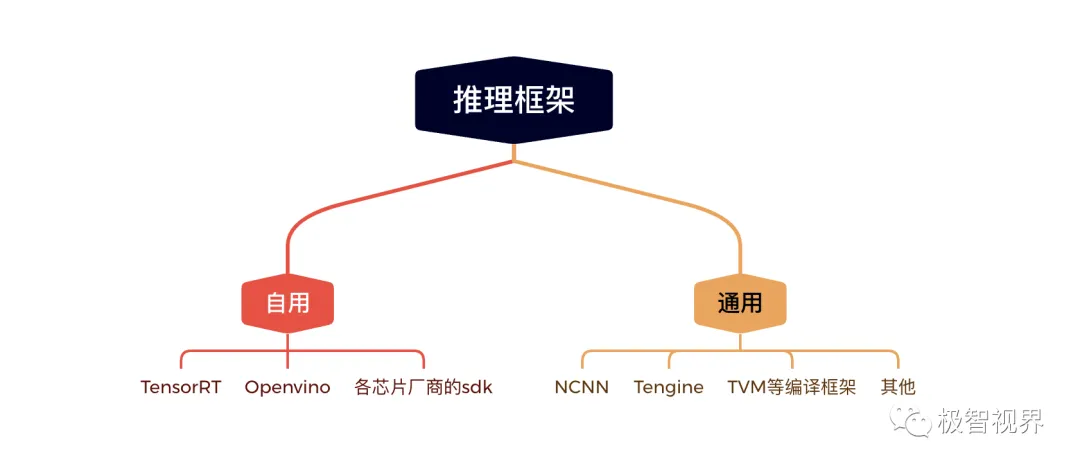 推理框架
自用
通用
TensorRT
Openvino
各芯片厂商的sdk
NCNN
Tengine
TVM等编译框架
其他
极智视界